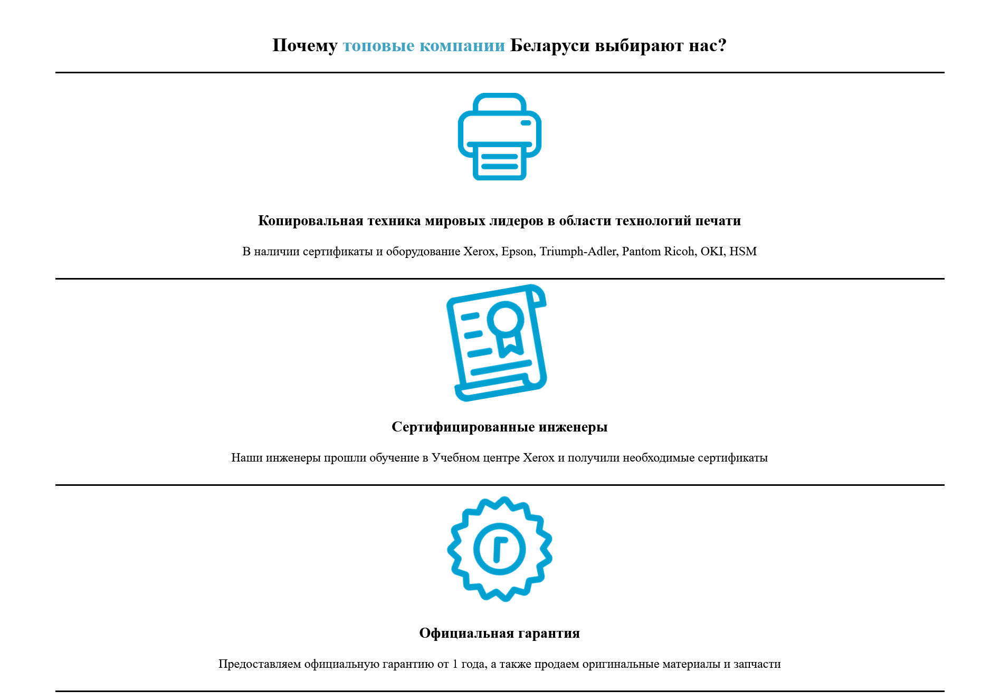 Почему топовые компании Беларуси выбирают нас?
Копировальная техника мировых лидеров в области технологий печати
В наличии сертификаты и оборудование Xerox, Epson, Triumph-Adler, Pantom Ricoh, OKI, HSM
Сертифицированные инженеры
Наши инженеры прошли обучение в Учебном центре Xerox и получили необходимые сертификаты
Г
Официальная гарантия
Предоставляем официальную гарантию от 1 года, а также продаем оригинальные материалы и запчасти